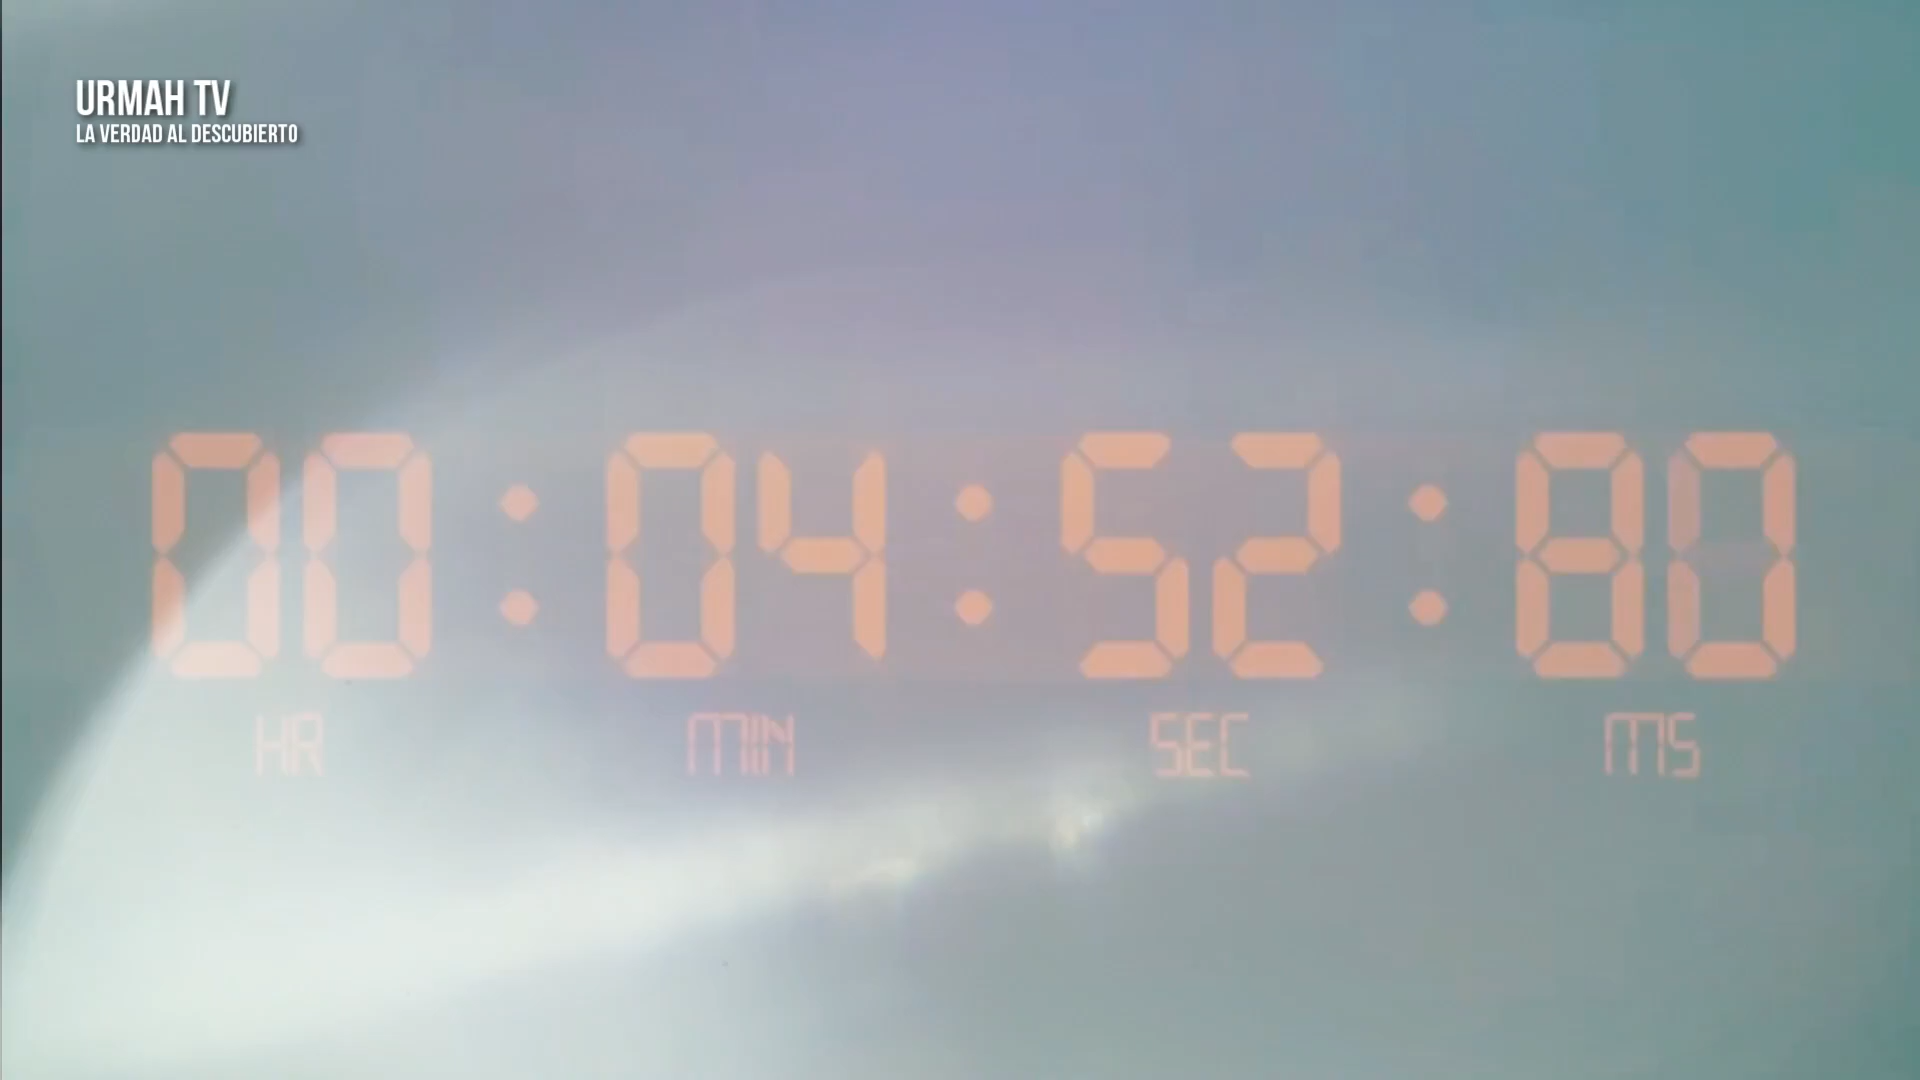 URMAH TV
LA VERDAD AL DESCUBIERTO
00:04:52:80
HR MIN SEC MS